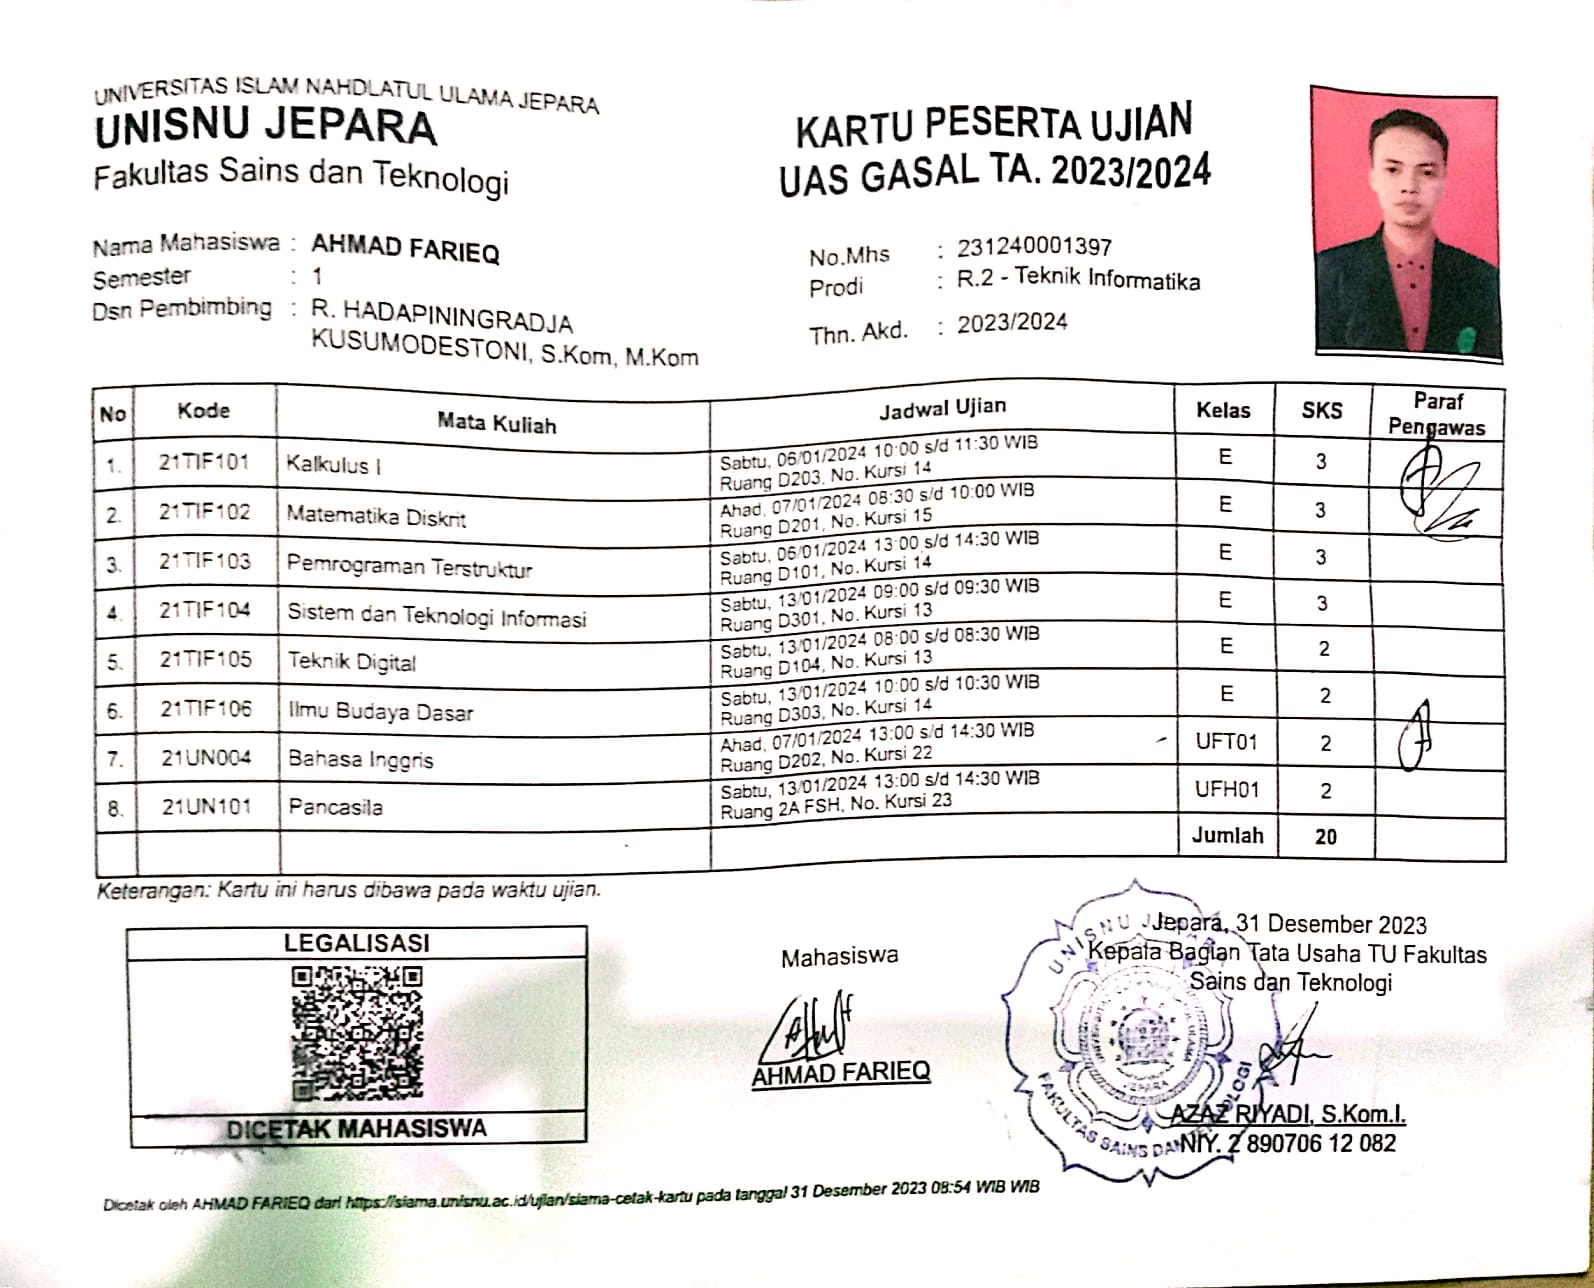 UNIVERSITAS ISLAM NAHDLATUL ULAMA JEPARA
UNISNU JEPARA
Fakultas Sains dan Teknologi
KARTU PESERTA UJIAN
UAS GASAL TA. 2023/2024
Nama Mahasiswa : AHMAD FARIEQ
Semester : 1
Dsn Pembimbing : R. HADAPININGRADJA
KUSUMODESTONI, S.Kom, M.Kom
No.Mhs : 231240001397
Prodi : R.2 - Teknik Informatika
Thn. Akd. : 2023/2024
No Kode Mata Kuliah Jadwal Ujian Kelas SKS Paraf Pengawas
1. 21TIF101 Kalkulus I Sabtu, 06/01/2024 10:00 s/d 11:30 WIB E 3
Ruang D203, No. Kursi 14
2. 21TIF102 Matematika Diskrit Ahad, 07/01/2024 08:30 s/d 10:00 WIB E 3
Ruang D201, No. Kursi 15
3. 21TIF103 Pemrograman Terstruktur Sabtu, 06/01/2024 13:00 s/d 14:30 WIB E 3
Ruang D101, No. Kursi 14
4. 21TIF104 Sistem dan Teknologi Informasi Sabtu, 13/01/2024 09:00 s/d 09:30 WIB E 3
Ruang D301, No. Kursi 13
5. 21TIF105 Teknik Digital Sabtu, 13/01/2024 08:00 s/d 08:30 WIB E 2
Ruang D104, No. Kursi 13
6. 21TIF106 Ilmu Budaya Dasar Sabtu, 13/01/2024 10:00 s/d 10:30 WIB E 2
Ruang D303, No. Kursi 14
7. 21UN004 Bahasa Inggris Ahad, 07/01/2024 13:00 s/d 14:30 WIB UFT01 2
Ruang D202, No. Kursi 22
8. 21UN101 Pancasila Sabtu, 13/01/2024 13:00 s/d 14:30 WIB UFH01 2
Ruang 2A FSH, No. Kursi 23
Jumlah 20
Keterangan: Kartu ini harus dibawa pada waktu ujian.
LEGALISASI
DICETAK MAHASISWA
Mahasiswa
AHMAD FARIEQ
Jepara, 31 Desember 2023
Kepala Bagian Tata Usaha TU Fakultas
Sains dan Teknologi
UNISNU JEPARA
JEPARA
FAKULTAS SAINS DAN TEKNOLOGI
AZAZ RIYADI, S.Kom.I.
NIY. 2 890706 12 082
Dicetak oleh AHMAD FARIEQ dari https://siama.unisnu.ac.id/ujian/siama-cetak-kartu pada tanggal 31 Desember 2023 08:54 WIB WIB